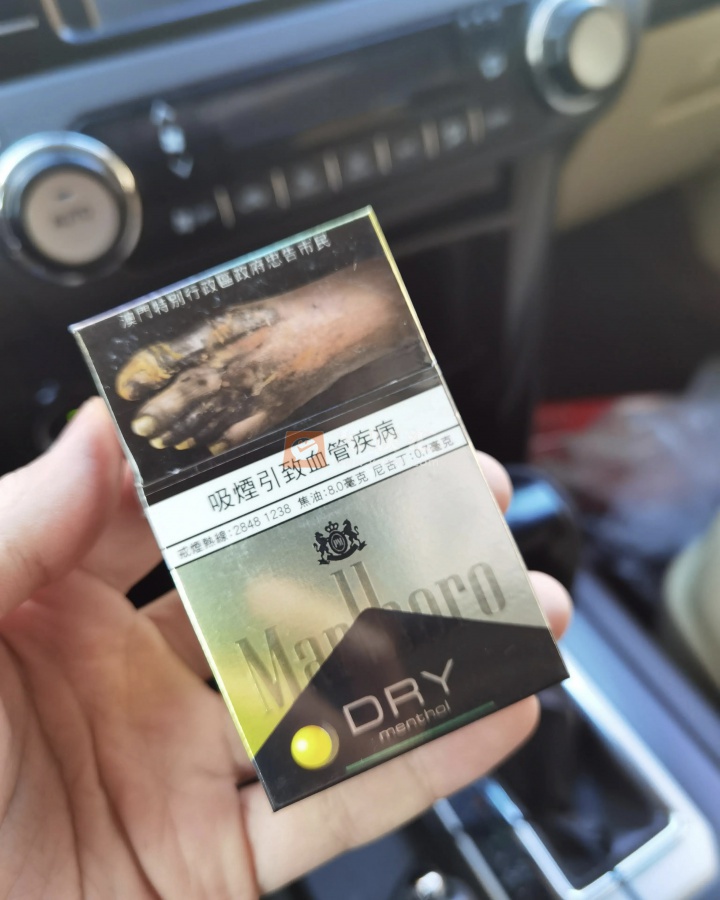 澳門特別行政區政府忠告市民
吸煙引致血管疾病
戒煙熱線:2848 1238 焦油:8.0毫克 尼古丁:0.7毫克
Marlboro
DRY
menthol